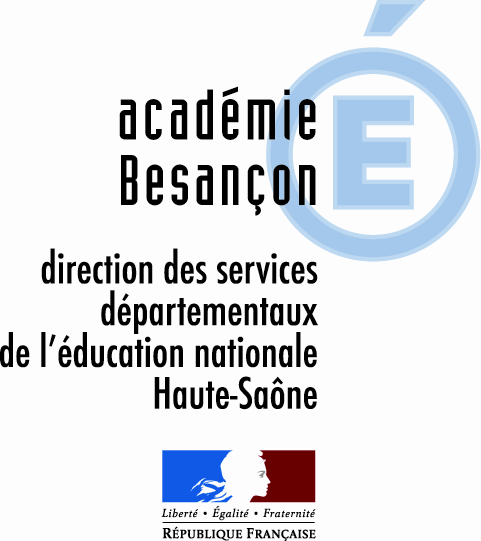 académie
Besançon
É
direction des services
départementaux
de l'éducation nationale
Haute-Saône
Liberté • Égalité • Fraternité
RÉPUBLIQUE FRANÇAISE